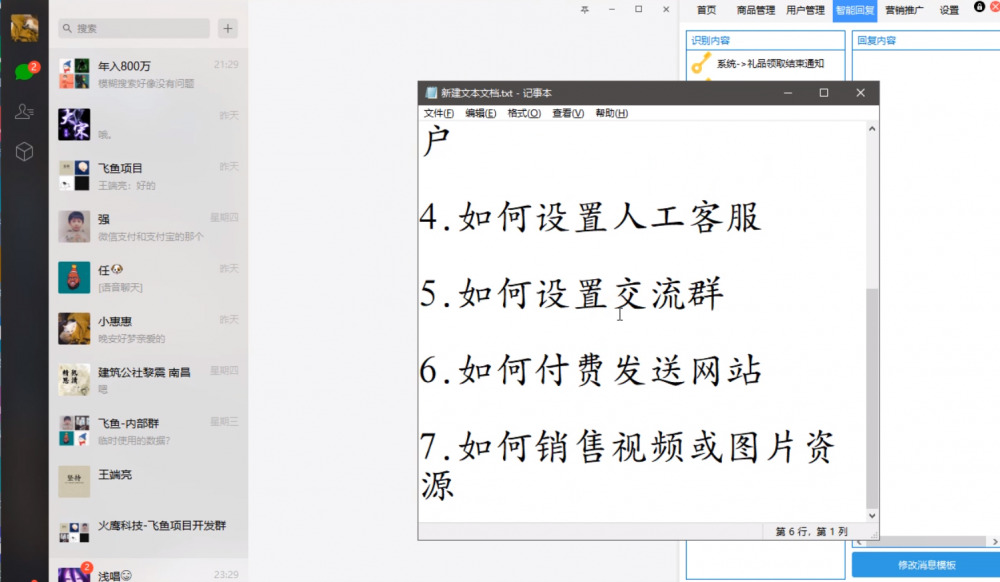 搜索
年入800万
21:29
模糊搜索好像没有问题
昨天
嗯。
飞鱼项目
昨天
王端亮：好的
强
星期四
微信支付和支付宝的那个
任
昨天
[语音聊天]
小惠惠
昨天
晚安好梦亲爱的
建筑公社黎震 南昌
星期四
嗯
飞鱼-内部群
星期三
临时使用的数据?
王端亮
火鹰科技-飞鱼项目开发群
浅唱
23:29
2
2
首页 商品管理 用户管理 智能回复 营销推广 设置
识别内容
回复内容
系统->礼品领取结束通知
新建文本文档.txt - 记事本
文件(F) 编辑(E) 格式(O) 查看(V) 帮助(H)
户
4.如何设置人工客服
5.如何设置交流群
6.如何付费发送网站
7.如何销售视频或图片资
源
第 6 行，第 1 列
修改消息模板